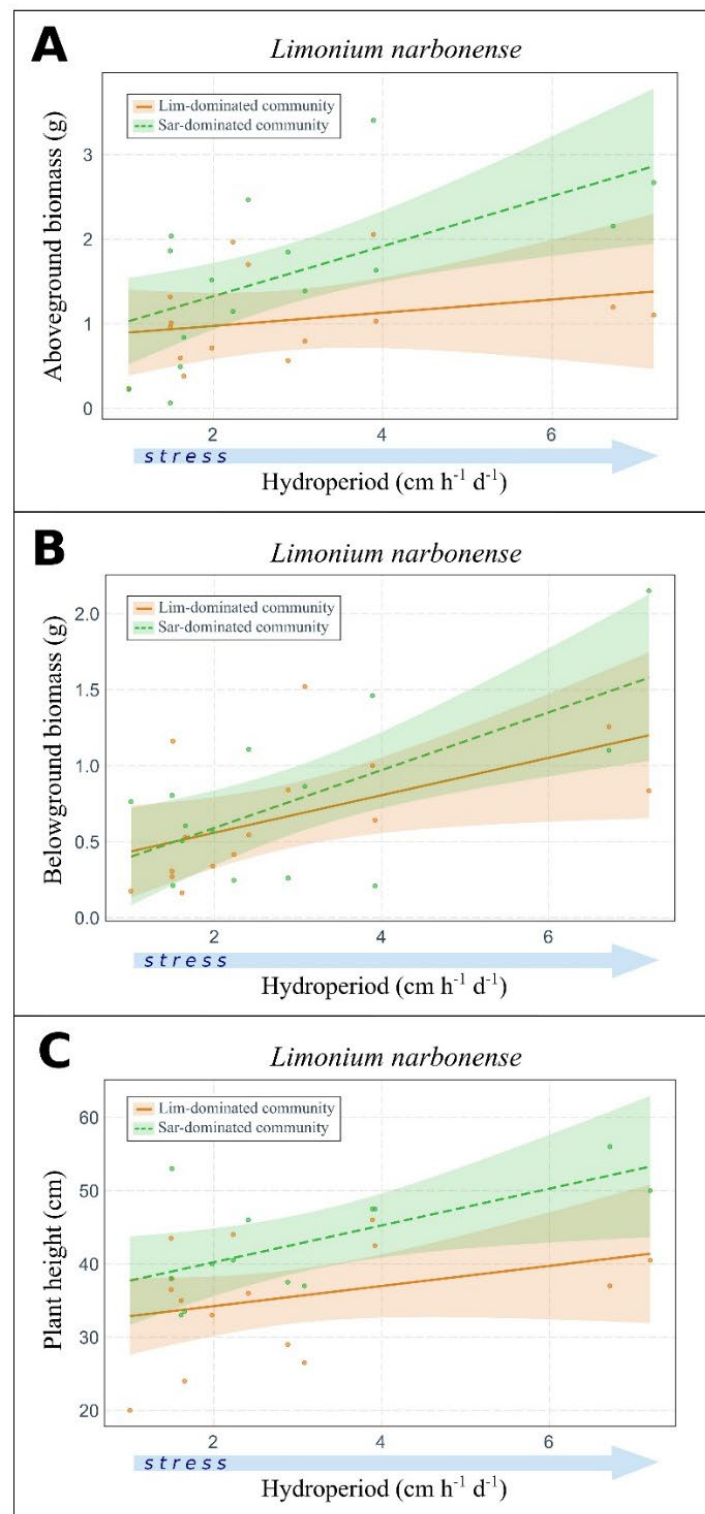 A
Limonium narbonense
Aboveground biomass (g)
Lim-dominated community
Sar-dominated community
3
2
1
0
2 4 6
stress
Hydroperiod (cm h⁻¹ d⁻¹)
B
Limonium narbonense
Belowground biomass (g)
Lim-dominated community
Sar-dominated community
2.0
1.5
1.0
0.5
0.0
2 4 6
stress
Hydroperiod (cm h⁻¹ d⁻¹)
C
Limonium narbonense
Plant height (cm)
Lim-dominated community
Sar-dominated community
60
50
40
30
20
2 4 6
stress
Hydroperiod (cm h⁻¹ d⁻¹)